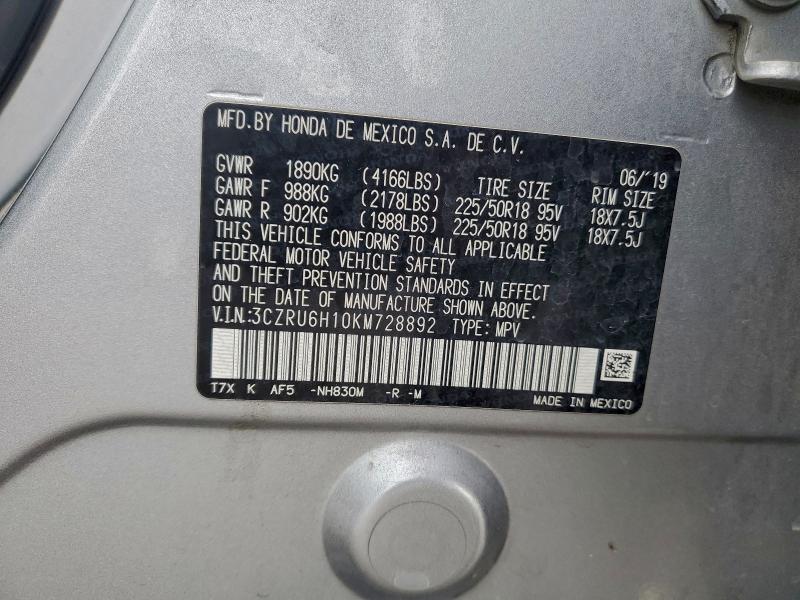 MFD. BY HONDA DE MEXICO S.A. DE C.V.
06/'19
GVWR 1890KG (4166LBS) TIRE SIZE RIM SIZE
GAWR F 988KG (2178LBS) 225/50R18 95V 18X7.5J
GAWR R 902KG (1988LBS) 225/50R18 95V 18X7.5J
THIS VEHICLE CONFORMS TO ALL APPLICABLE
FEDERAL MOTOR VEHICLE SAFETY
AND THEFT PREVENTION STANDARDS IN EFFECT
ON THE DATE OF MANUFACTURE SHOWN ABOVE.
V.I.N.:3CZRU6H10KM728892 TYPE: MPV
T7X K AF5 -NH830M -R -M
MADE IN MEXICO